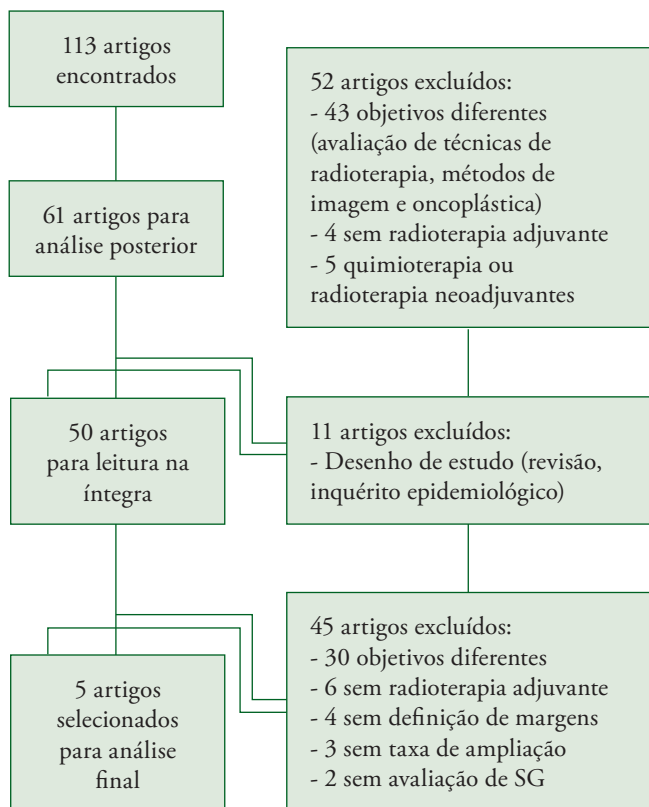 113 artigos
encontrados
52 artigos excluídos:
- 43 objetivos diferentes
(avaliação de técnicas de
radioterapia, métodos de
imagem e oncoplástica)
- 4 sem radioterapia adjuvante
- 5 quimioterapia ou
radioterapia neoadjuvantes
61 artigos para
análise posterior
50 artigos
para leitura na
íntegra
11 artigos excluídos:
- Desenho de estudo (revisão,
inquérito epidemiológico)
45 artigos excluídos:
- 30 objetivos diferentes
- 6 sem radioterapia adjuvante
- 4 sem definição de margens
- 3 sem taxa de ampliação
- 2 sem avaliação de SG
5 artigos
selecionados
para análise
final